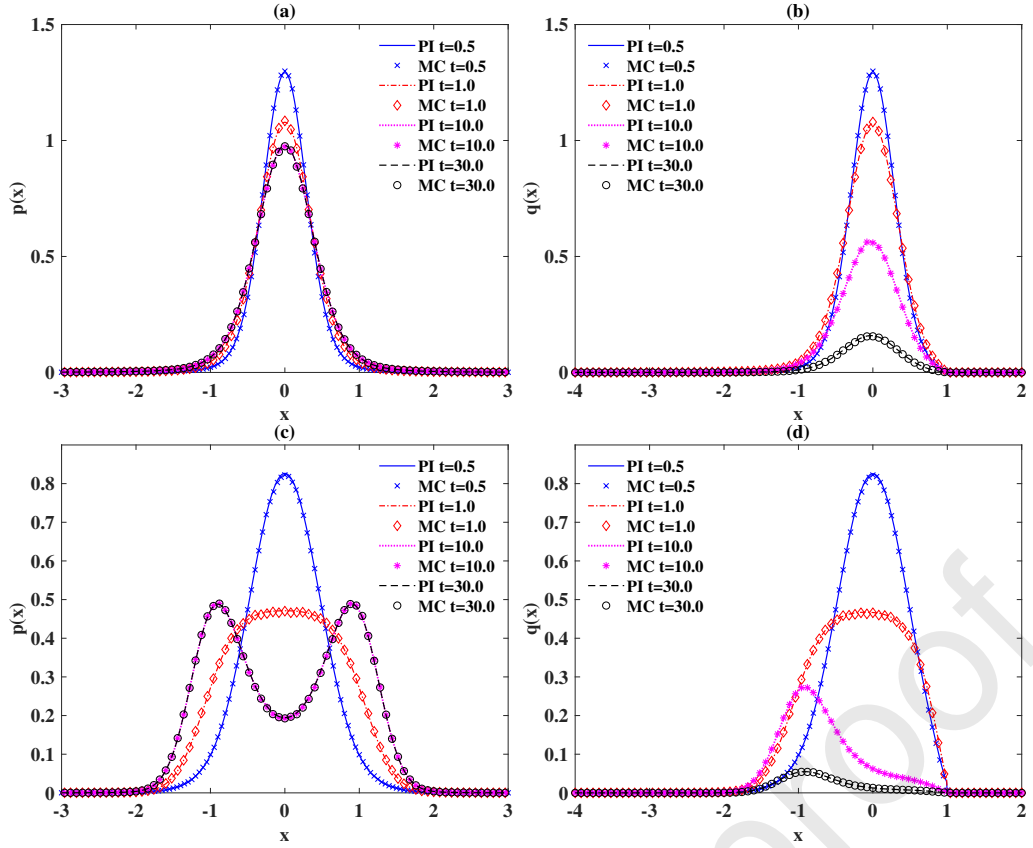 (a)
1.5
1
0.5
0
p(x)
-3 -2 -1 0 1 2 3
x
PI t=0.5
MC t=0.5
PI t=1.0
MC t=1.0
PI t=10.0
MC t=10.0
PI t=30.0
MC t=30.0
(b)
1.5
1
0.5
0
q(x)
-4 -3 -2 -1 0 1 2
x
PI t=0.5
MC t=0.5
PI t=1.0
MC t=1.0
PI t=10.0
MC t=10.0
PI t=30.0
MC t=30.0
(c)
0.8
0.7
0.6
0.5
0.4
0.3
0.2
0.1
0
p(x)
-3 -2 -1 0 1 2 3
x
PI t=0.5
MC t=0.5
PI t=1.0
MC t=1.0
PI t=10.0
MC t=10.0
PI t=30.0
MC t=30.0
(d)
0.8
0.7
0.6
0.5
0.4
0.3
0.2
0.1
0
q(x)
-4 -3 -2 -1 0 1 2
x
PI t=0.5
MC t=0.5
PI t=1.0
MC t=1.0
PI t=10.0
MC t=10.0
PI t=30.0
MC t=30.0
proof